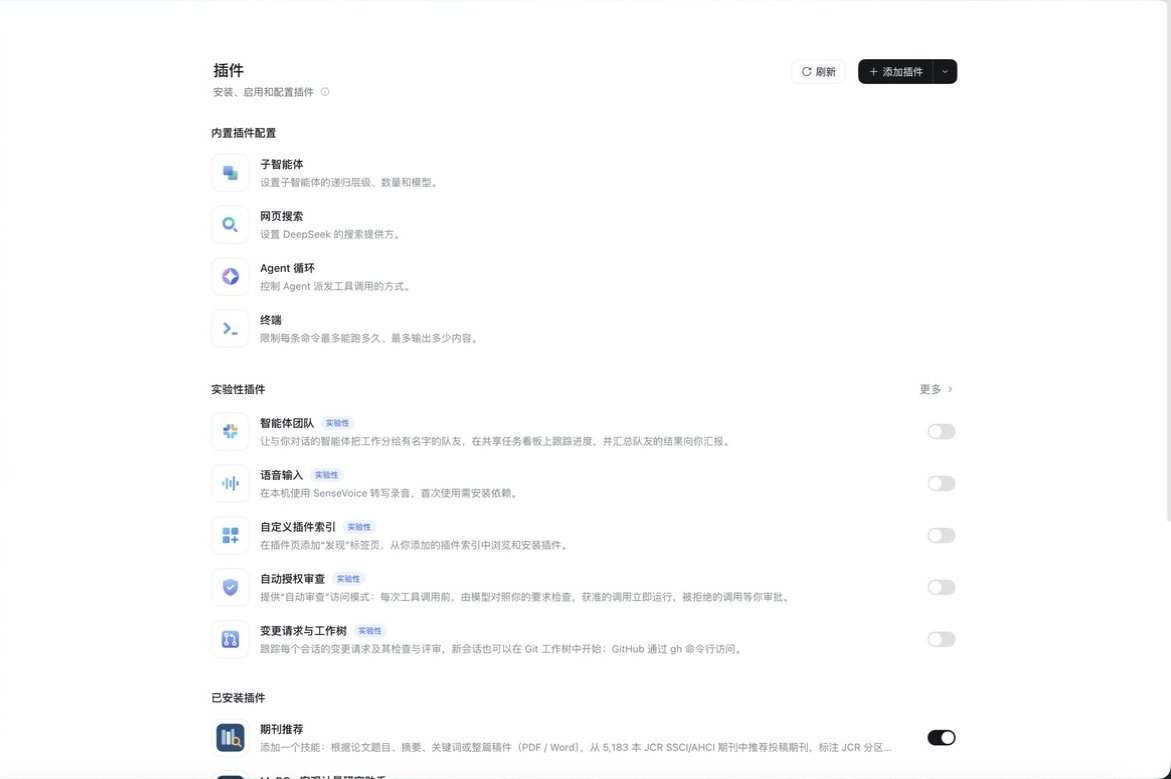 插件
刷新
添加插件
安装、启用和配置插件
内置插件配置
子智能体
设置子智能体的递归层级、数量和模型。
网页搜索
设置 DeepSeek 的搜索提供方。
Agent 循环
控制 Agent 派发工具调用的方式。
终端
限制每条命令最多能跑多久、最多输出多少内容。
实验性插件
更多
智能体团队 实验性
让与你对话的智能体把工作分给有名字的队友，在共享任务看板上跟踪进度，并汇总队友的结果向你汇报。
语音输入 实验性
在本机使用 SenseVoice 转写录音，首次使用需安装依赖。
自定义插件索引 实验性
在插件页添加“发现”标签页，从你添加的插件索引中浏览和安装插件。
自动授权审查 实验性
提供“自动审查”访问模式：每次工具调用前，由模型对照你的要求检查，获准的调用立即运行，被拒绝的调用等你审批。
变更请求与工作树 实验性
跟踪每个会话的变更请求及其检查与评审，新会话也可以在 Git 工作树中开始；GitHub 通过 gh 命令行访问。
已安装插件
期刊推荐
添加一个技能：根据论文题目、摘要、关键词或整篇稿件（PDF / Word），从 5,183 本 JCR SSCI/AHCI 期刊中推荐投稿期刊，标注 JCR 分区...